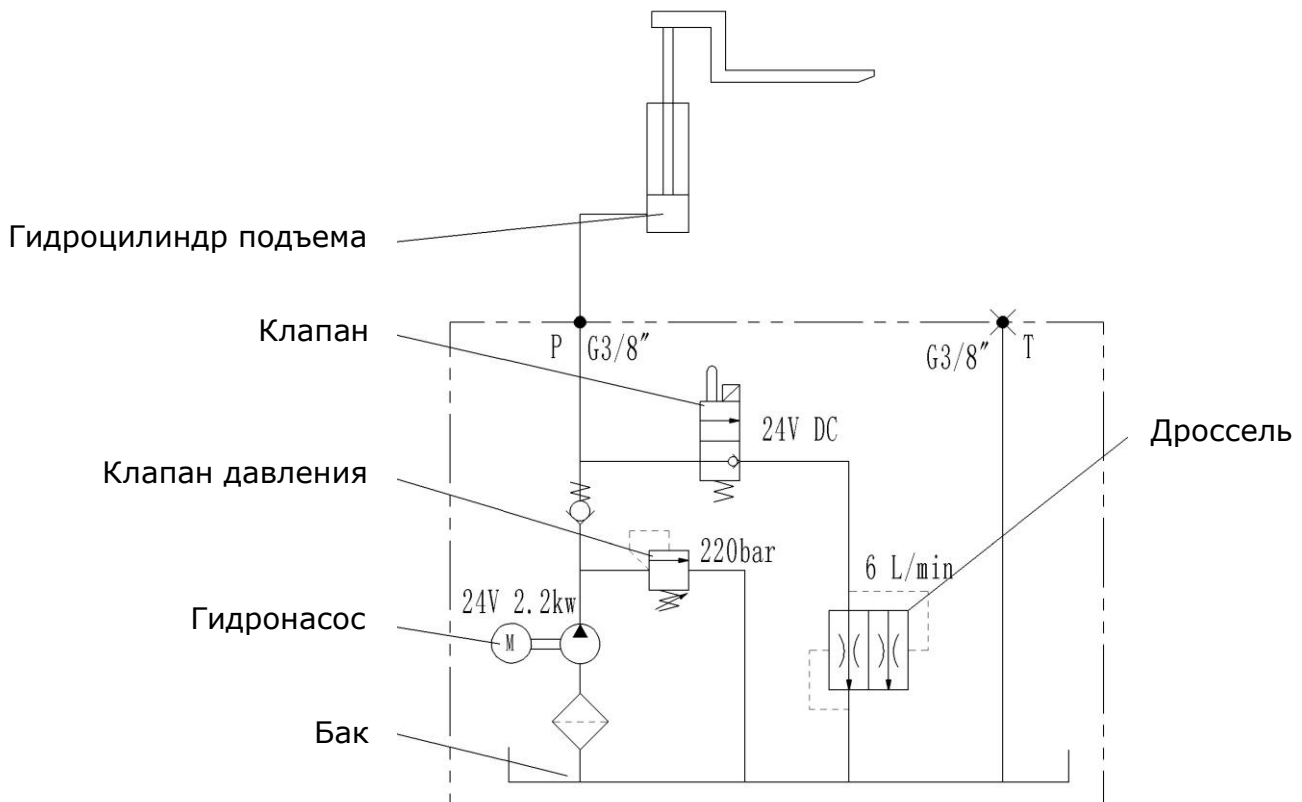 Гидроцилиндр подъема
Клапан
P G3/8″
G3/8″ T
24V DC
Дроссель
Клапан давления
220bar
6 L/min
24V 2.2kw
Гидронасос
M
Бак